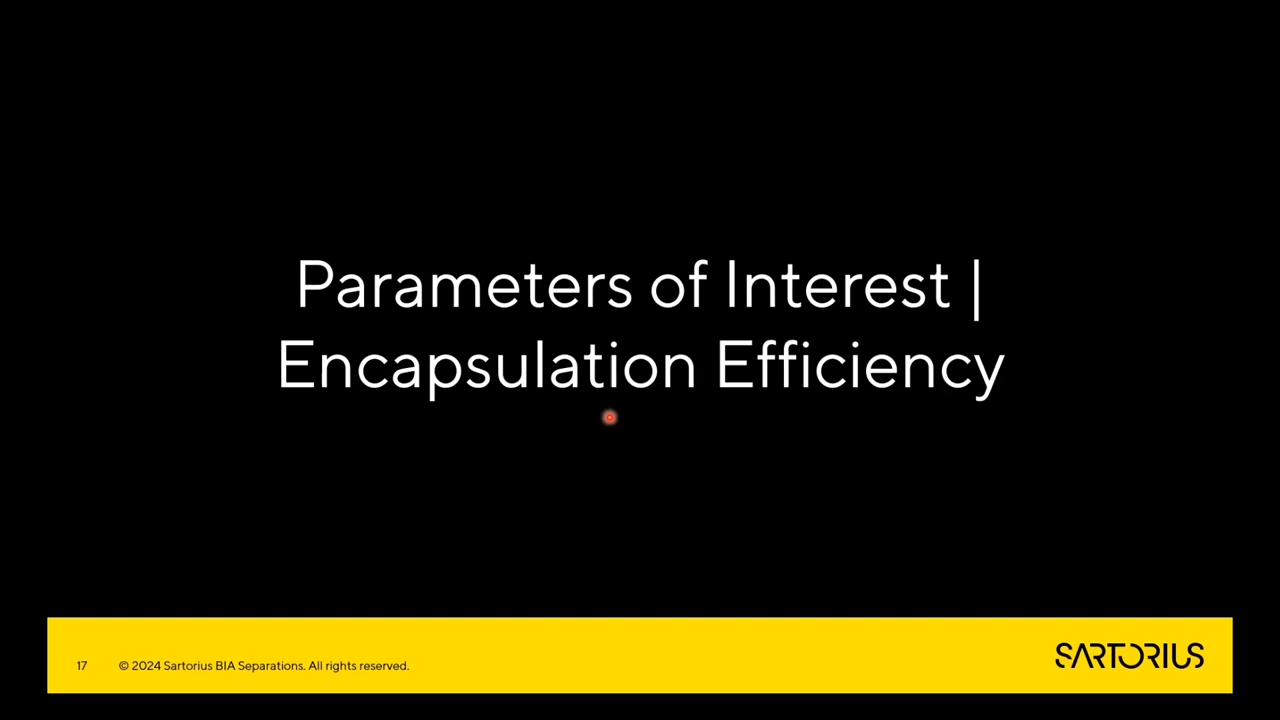 Parameters of Interest |
Encapsulation Efficiency
17 © 2024 Sartorius BIA Separations. All rights reserved.
SARTORIUS